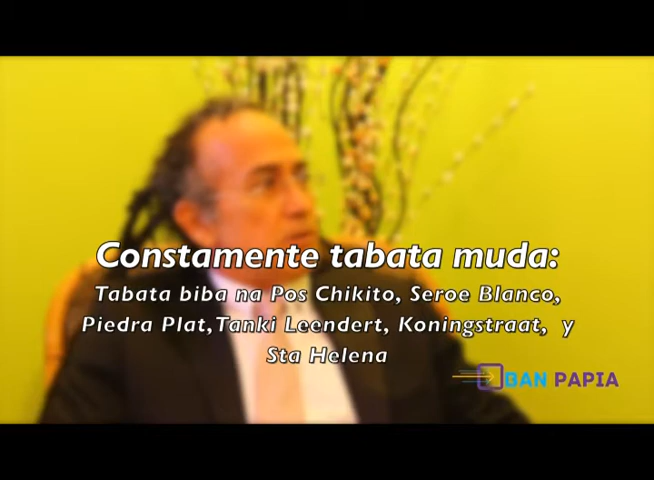 Constamente tabata muda:
Tabata biba na Pos Chikito, Seroe Blanco,
Piedra Plat,Tanki Leendert, Koningstraat, y
Sta Helena
BAN PAPIA